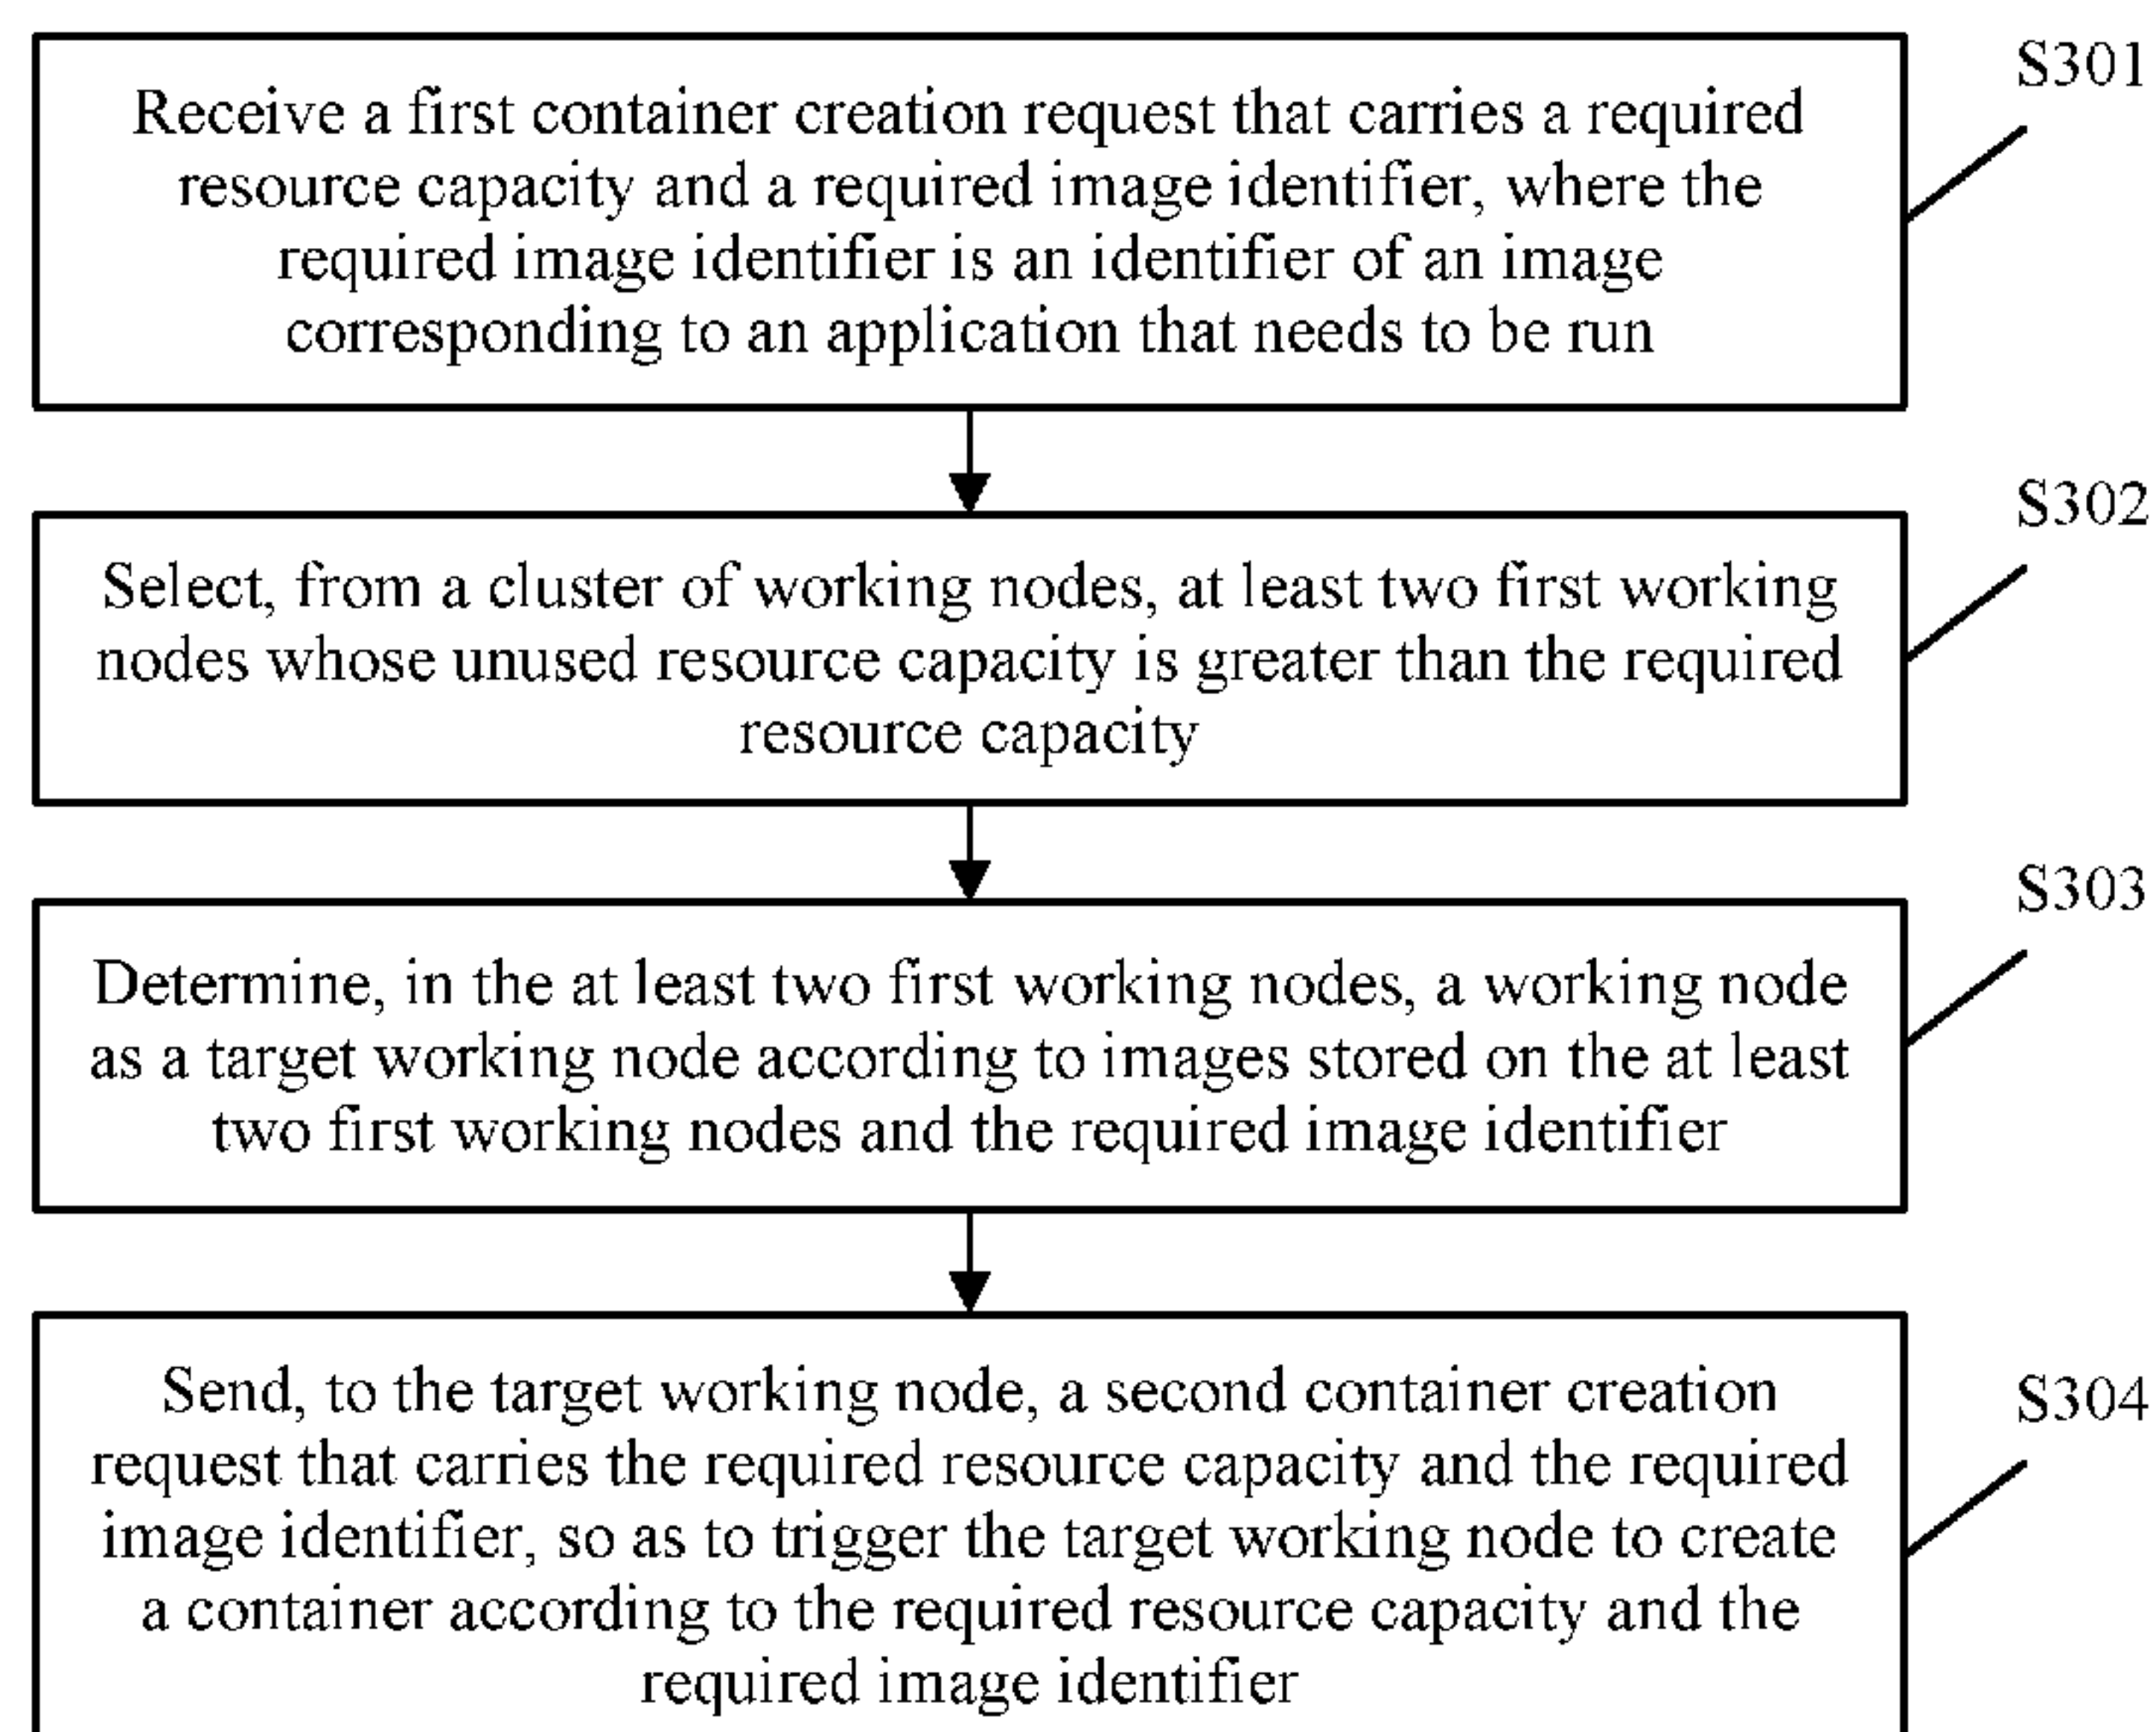 S301
Receive a first container creation request that carries a required
resource capacity and a required image identifier, where the
required image identifier is an identifier of an image
corresponding to an application that needs to be run
S302
Select, from a cluster of working nodes, at least two first working
nodes whose unused resource capacity is greater than the required
resource capacity
S303
Determine, in the at least two first working nodes, a working node
as a target working node according to images stored on the at least
two first working nodes and the required image identifier
S304
Send, to the target working node, a second container creation
request that carries the required resource capacity and the required
image identifier, so as to trigger the target working node to create
a container according to the required resource capacity and the
required image identifier